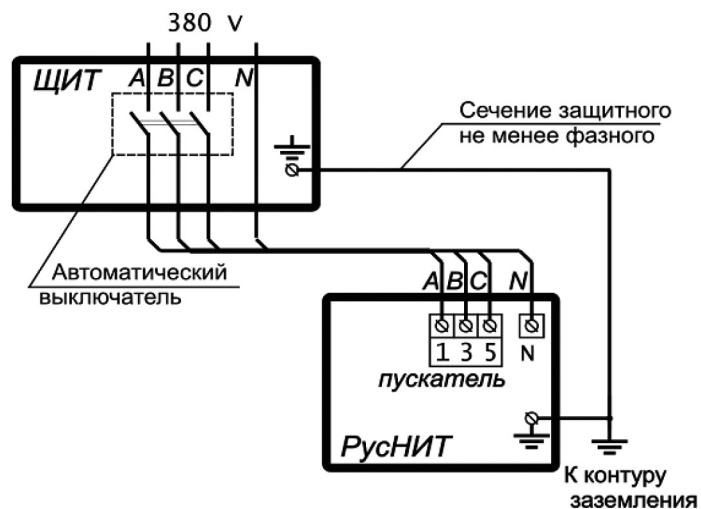 380 V
ЩИТ
A B C N
Сечение защитного
не менее фазного
Автоматический
выключатель
A B C N
1 3 5 N
пускатель
РусНИТ
К контуру
заземления